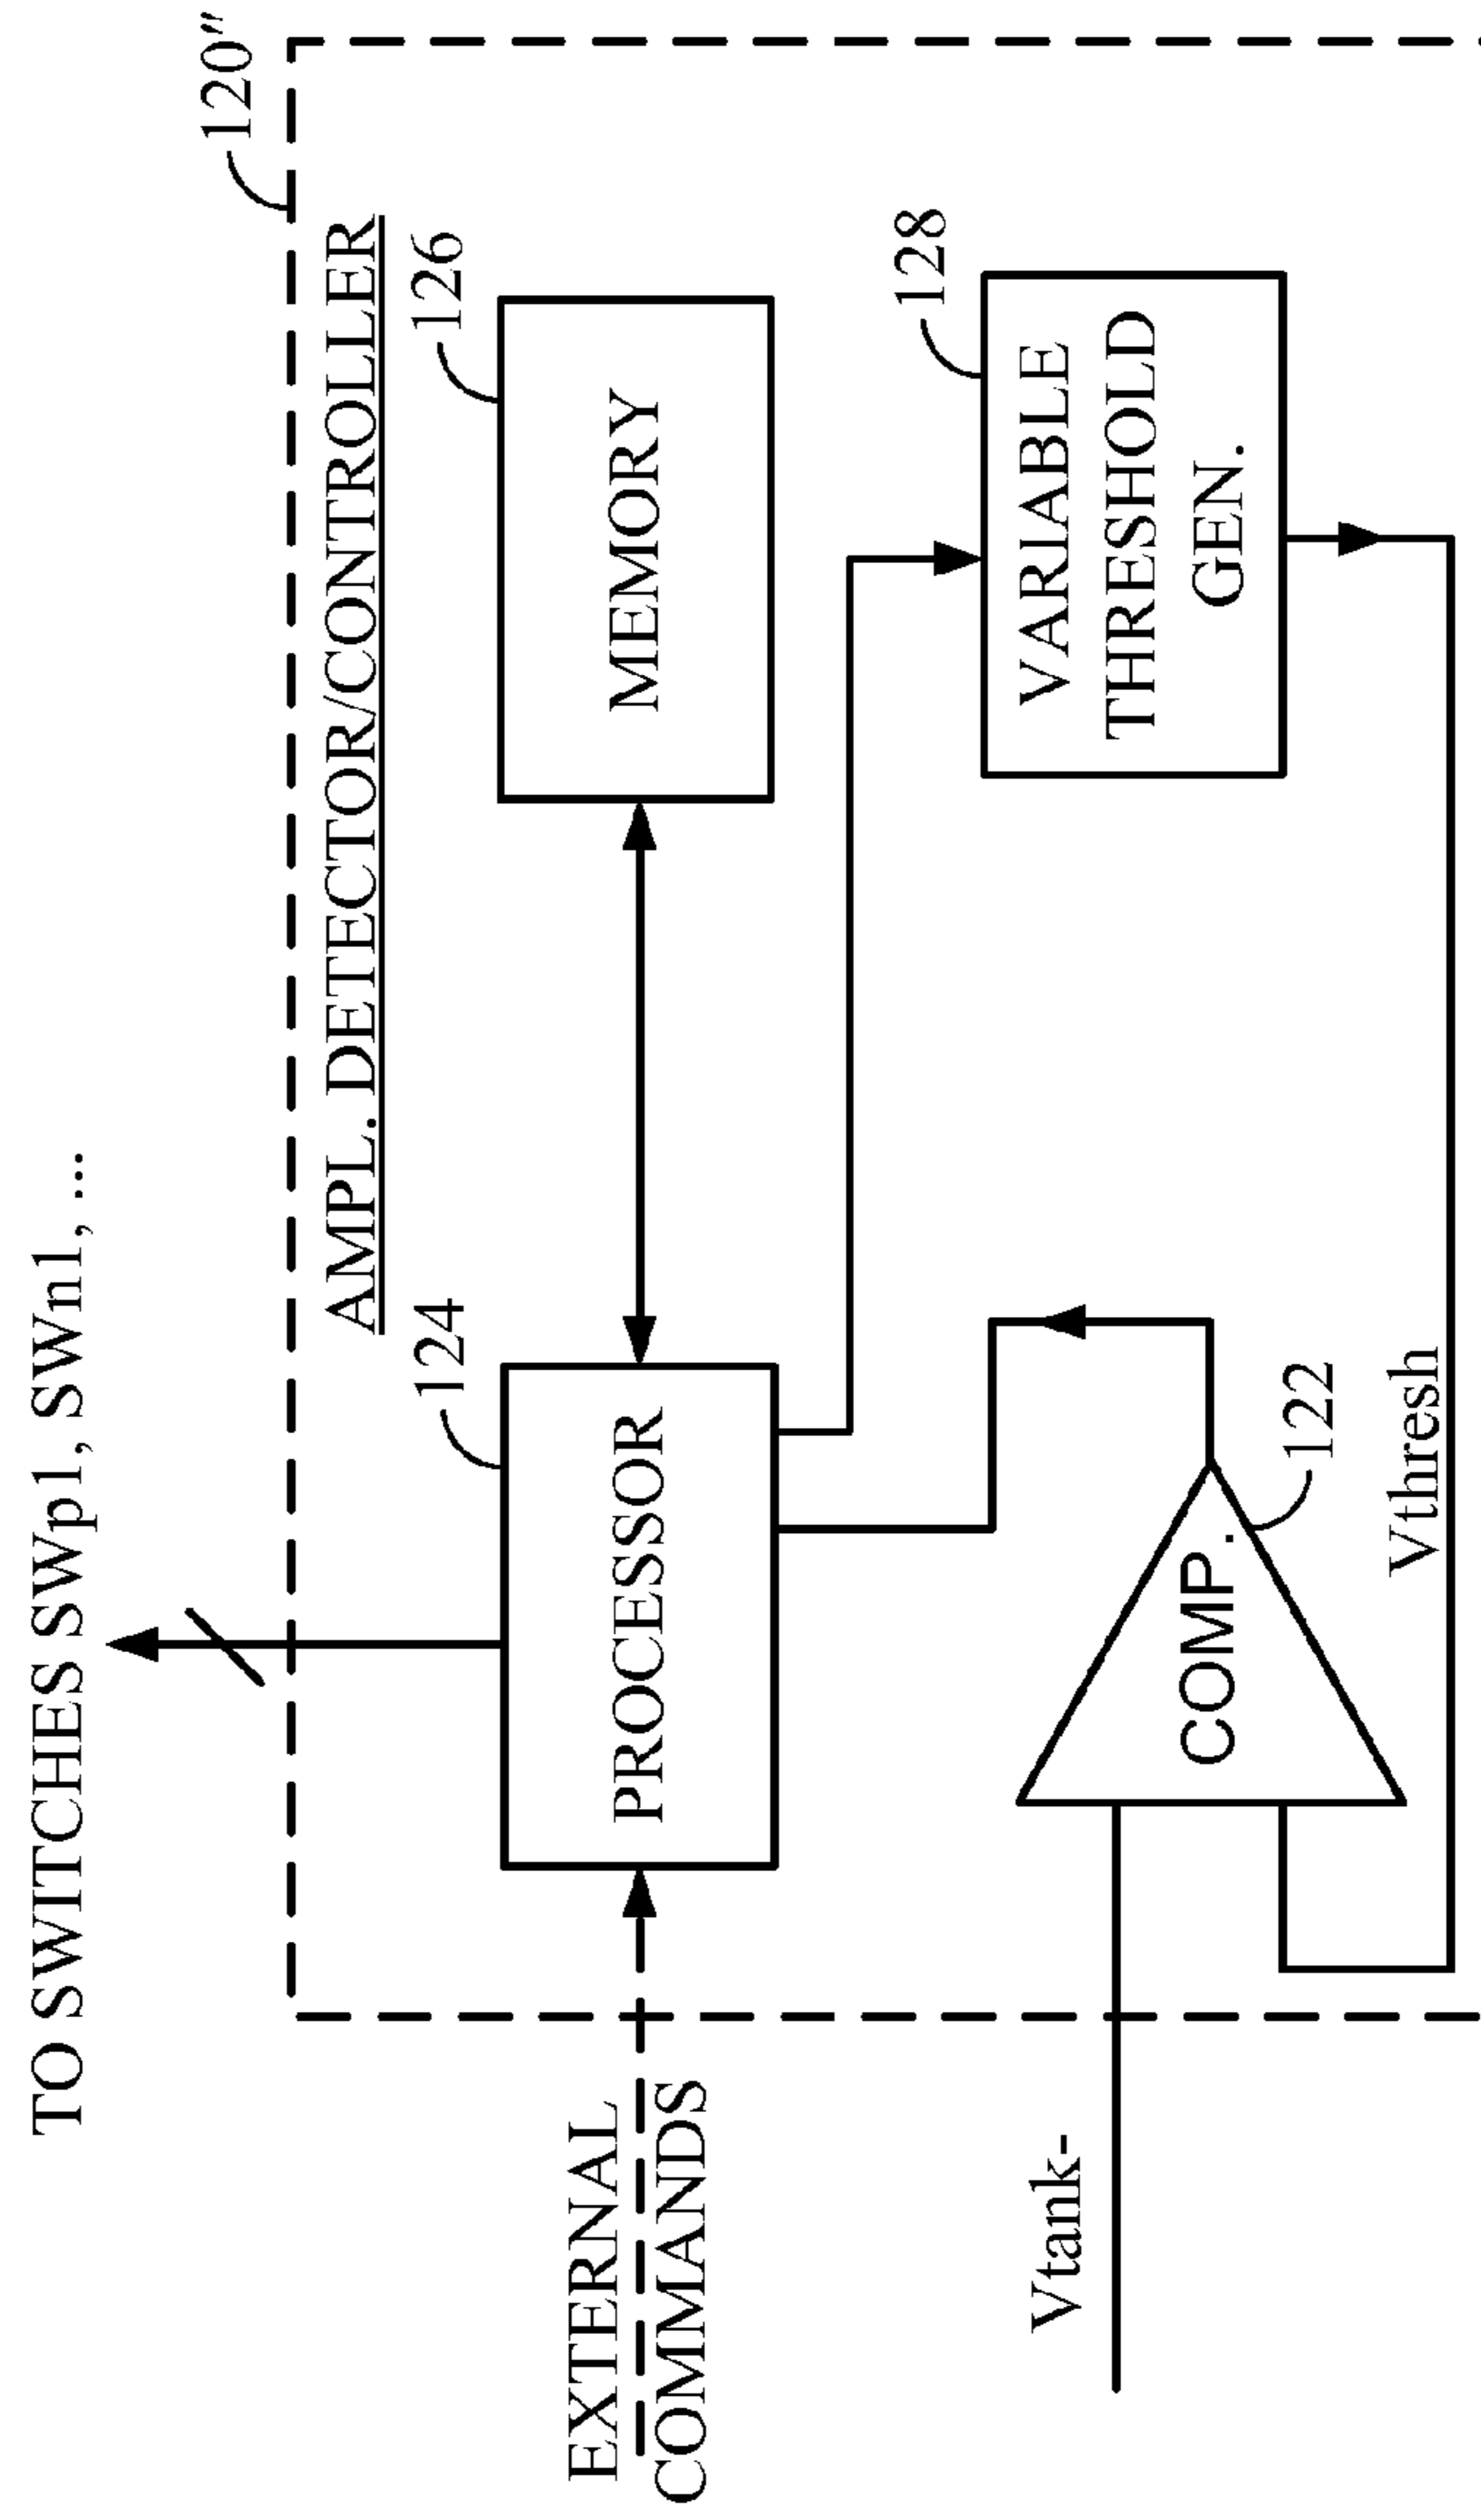 TO SWITCHES SWp1, SWn1, ...
120″
AMPL. DETECTOR/CONTROLLER
124
126
EXTERNAL
COMMANDS
PROCESSOR
MEMORY
128
VARIABLE
THRESHOLD
GEN.
Vtank-
COMP.
122
Vthresh